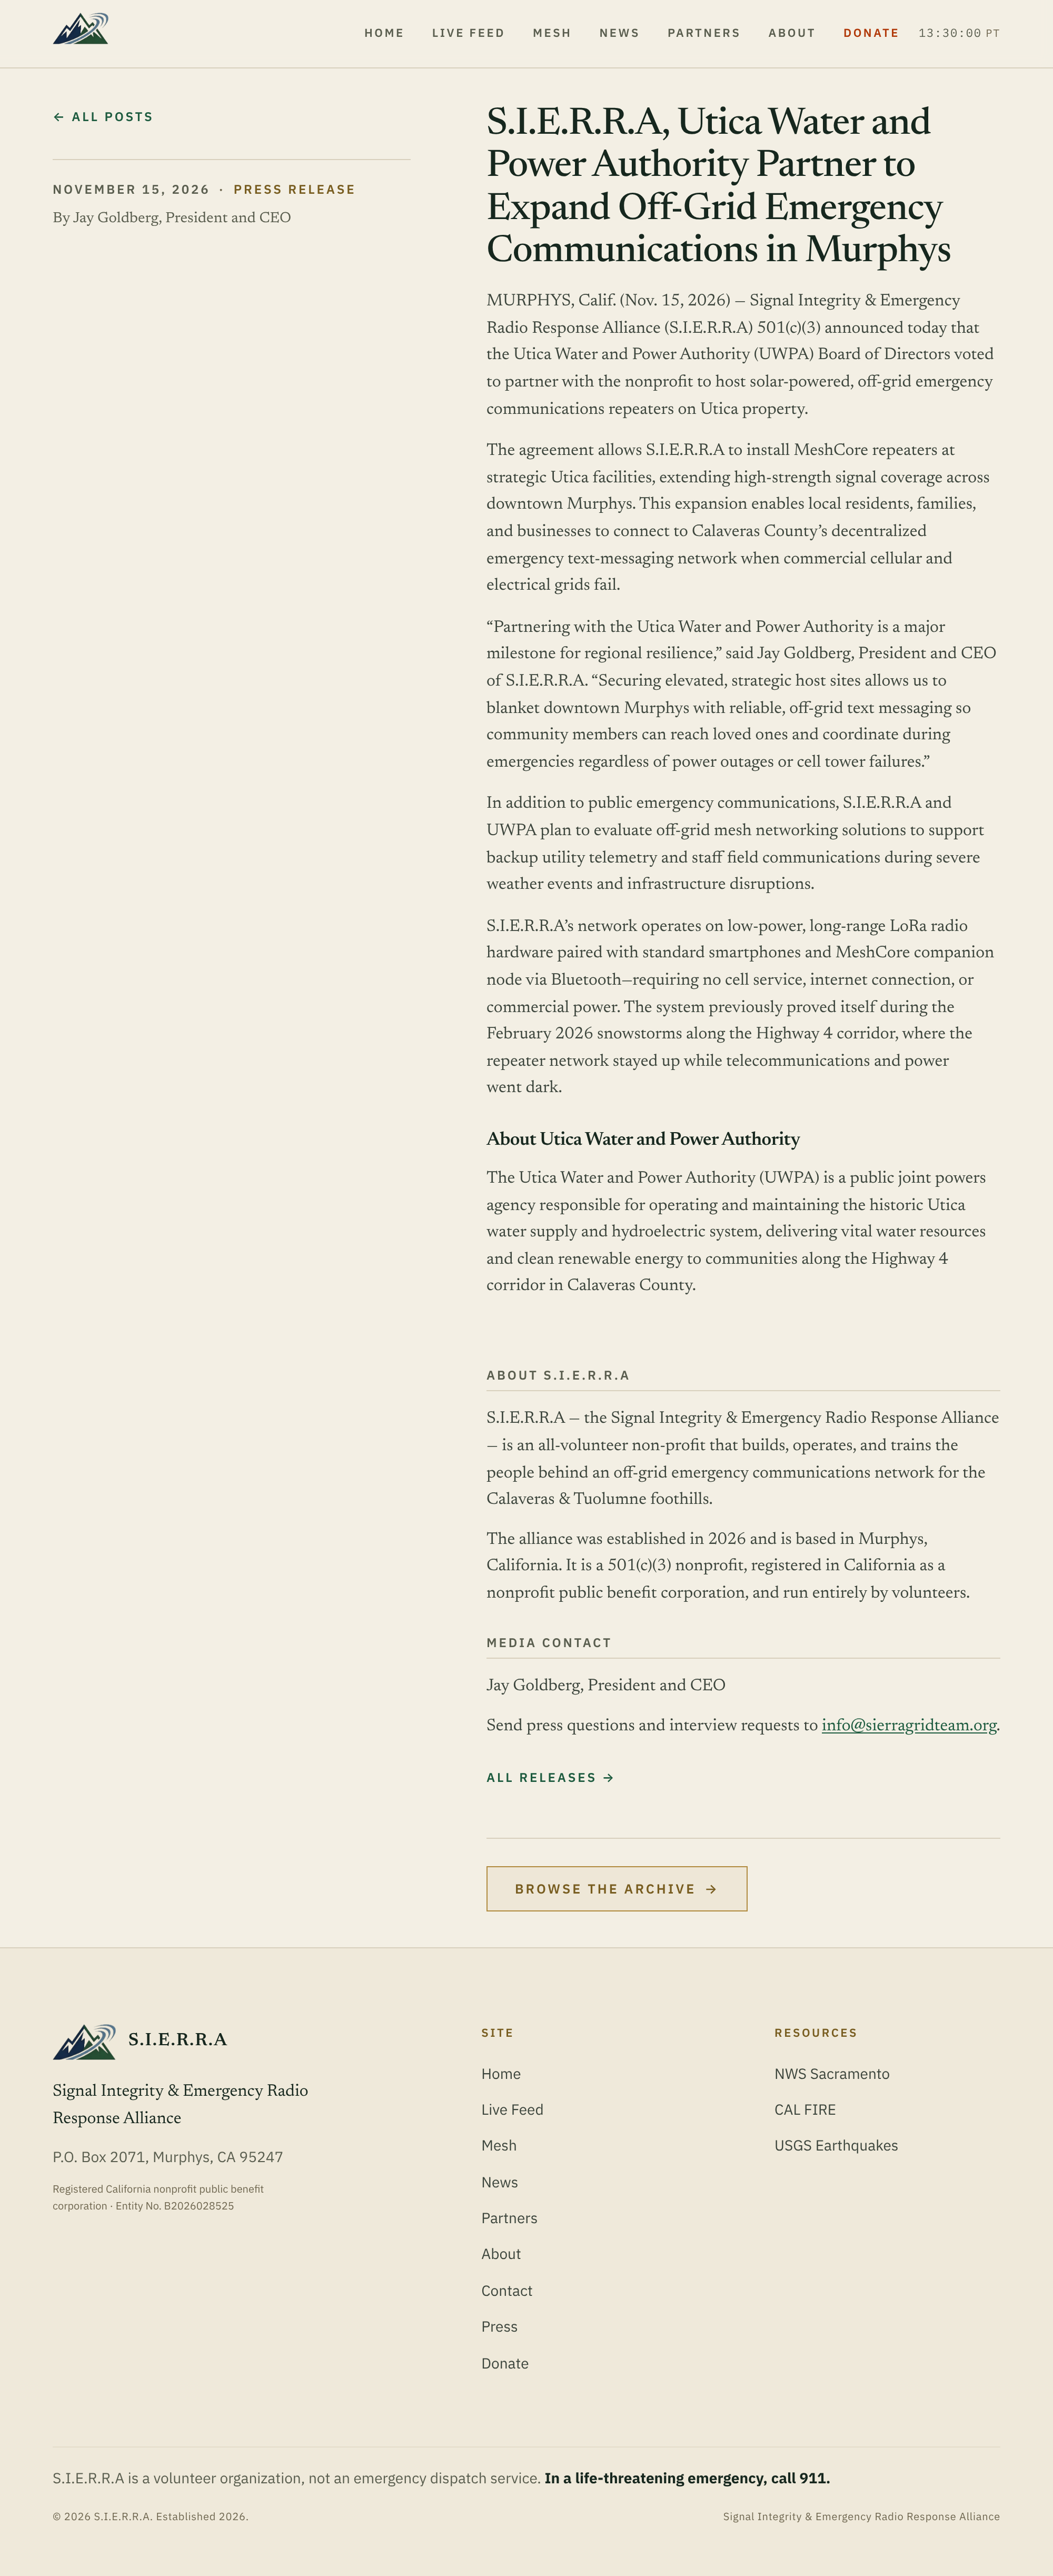 HOME LIVE FEED MESH NEWS PARTNERS ABOUT DONATE 13:30:00 PT
← ALL POSTS
NOVEMBER 15, 2026 · PRESS RELEASE
By Jay Goldberg, President and CEO
S.I.E.R.R.A, Utica Water and
Power Authority Partner to
Expand Off-Grid Emergency
Communications in Murphys
MURPHYS, Calif. (Nov. 15, 2026) — Signal Integrity & Emergency
Radio Response Alliance (S.I.E.R.R.A) 501(c)(3) announced today that
the Utica Water and Power Authority (UWPA) Board of Directors voted
to partner with the nonprofit to host solar-powered, off-grid emergency
communications repeaters on Utica property.
The agreement allows S.I.E.R.R.A to install MeshCore repeaters at
strategic Utica facilities, extending high-strength signal coverage across
downtown Murphys. This expansion enables local residents, families,
and businesses to connect to Calaveras County’s decentralized
emergency text-messaging network when commercial cellular and
electrical grids fail.
“Partnering with the Utica Water and Power Authority is a major
milestone for regional resilience,” said Jay Goldberg, President and CEO
of S.I.E.R.R.A. “Securing elevated, strategic host sites allows us to
blanket downtown Murphys with reliable, off-grid text messaging so
community members can reach loved ones and coordinate during
emergencies regardless of power outages or cell tower failures.”
In addition to public emergency communications, S.I.E.R.R.A and
UWPA plan to evaluate off-grid mesh networking solutions to support
backup utility telemetry and staff field communications during severe
weather events and infrastructure disruptions.
S.I.E.R.R.A’s network operates on low-power, long-range LoRa radio
hardware paired with standard smartphones and MeshCore companion
node via Bluetooth—requiring no cell service, internet connection, or
commercial power. The system previously proved itself during the
February 2026 snowstorms along the Highway 4 corridor, where the
repeater network stayed up while telecommunications and power
went dark.
About Utica Water and Power Authority
The Utica Water and Power Authority (UWPA) is a public joint powers
agency responsible for operating and maintaining the historic Utica
water supply and hydroelectric system, delivering vital water resources
and clean renewable energy to communities along the Highway 4
corridor in Calaveras County.
ABOUT S.I.E.R.R.A
S.I.E.R.R.A — the Signal Integrity & Emergency Radio Response Alliance
— is an all-volunteer non-profit that builds, operates, and trains the
people behind an off-grid emergency communications network for the
Calaveras & Tuolumne foothills.
The alliance was established in 2026 and is based in Murphys,
California. It is a 501(c)(3) nonprofit, registered in California as a
nonprofit public benefit corporation, and run entirely by volunteers.
MEDIA CONTACT
Jay Goldberg, President and CEO
Send press questions and interview requests to info@sierragridteam.org.
ALL RELEASES →
BROWSE THE ARCHIVE →
S.I.E.R.R.A
Signal Integrity & Emergency Radio
Response Alliance
P.O. Box 2071, Murphys, CA 95247
Registered California nonprofit public benefit
corporation · Entity No. B2026028525
SITE
Home
Live Feed
Mesh
News
Partners
About
Contact
Press
Donate
RESOURCES
NWS Sacramento
CAL FIRE
USGS Earthquakes
S.I.E.R.R.A is a volunteer organization, not an emergency dispatch service. In a life-threatening emergency, call 911.
© 2026 S.I.E.R.R.A. Established 2026.
Signal Integrity & Emergency Radio Response Alliance